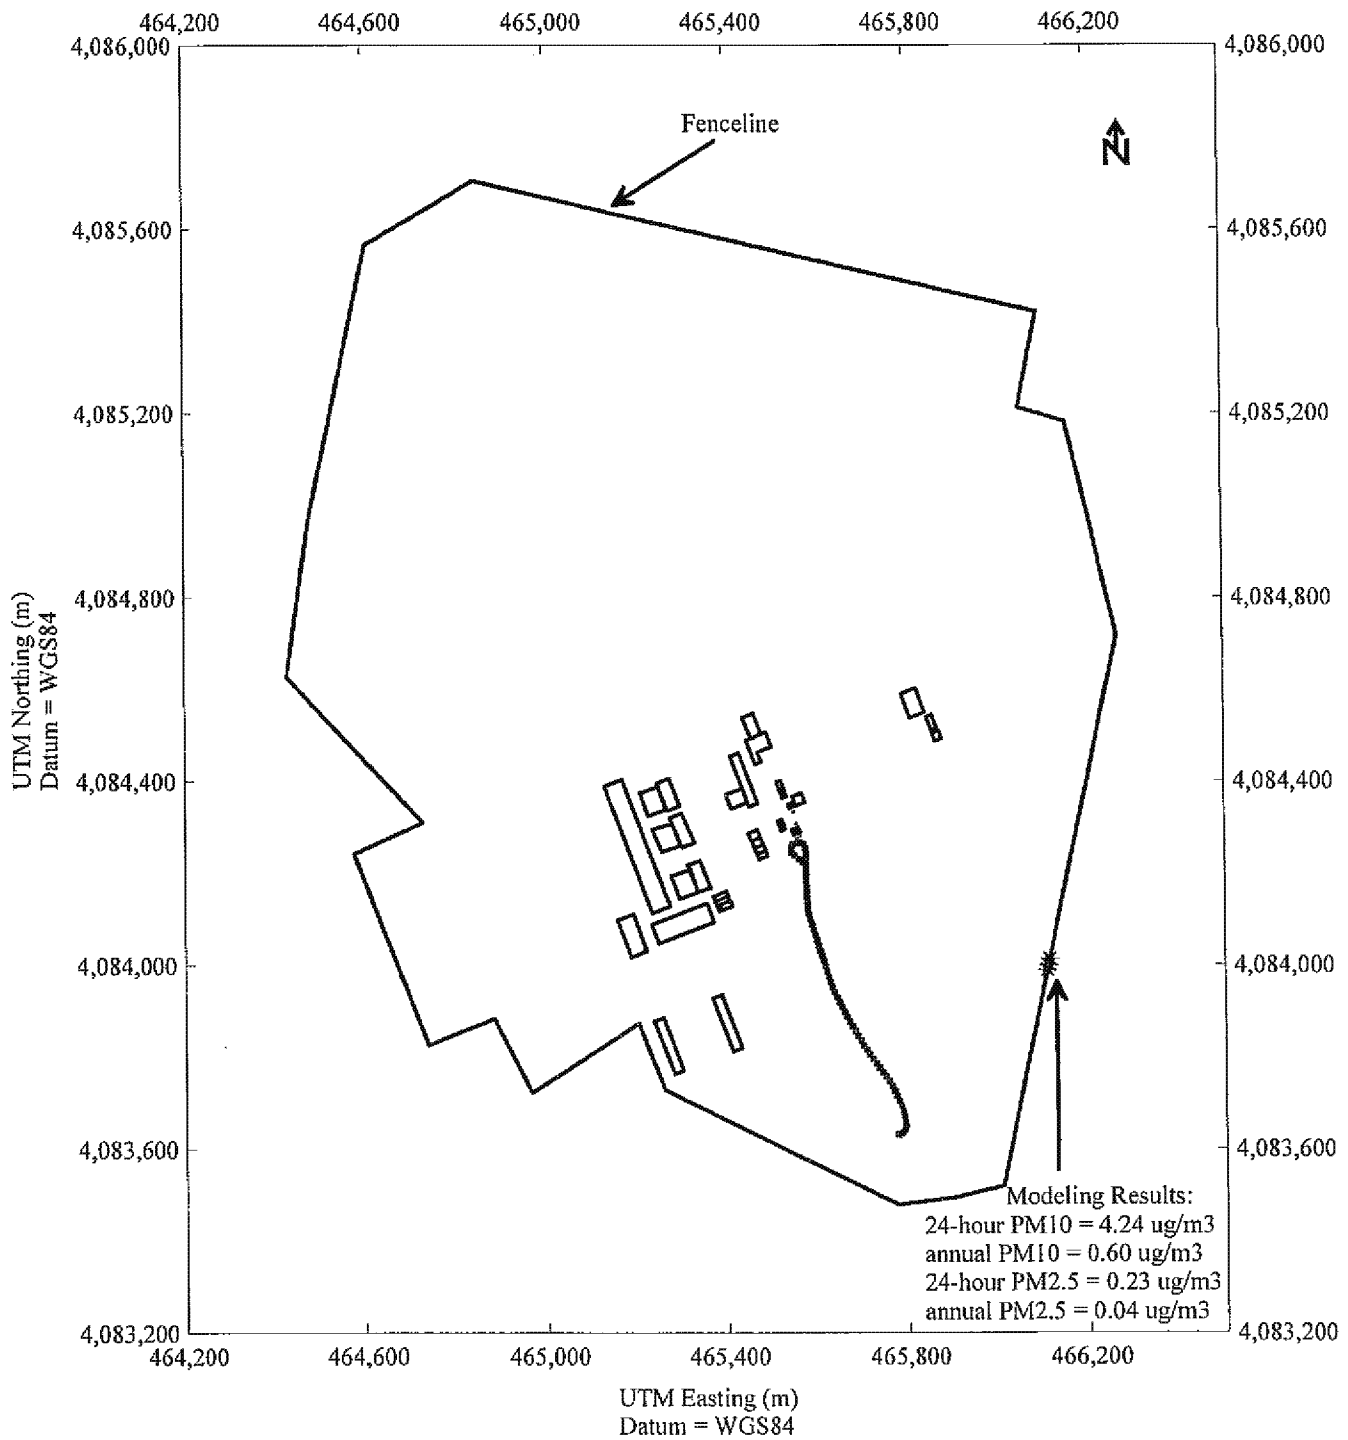 464,200 464,600 465,000 465,400 465,800 466,200
4,086,000 4,086,000
Fenceline
N
4,085,600 4,085,600
4,085,200 4,085,200
4,084,800 4,084,800
UTM Northing (m)
Datum = WGS84
4,084,400 4,084,400
4,084,000 4,084,000
4,083,600 4,083,600
Modeling Results:
24-hour PM10 = 4.24 ug/m3
annual PM10 = 0.60 ug/m3
24-hour PM2.5 = 0.23 ug/m3
annual PM2.5 = 0.04 ug/m3
4,083,200 4,083,200
464,200 464,600 465,000 465,400 465,800 466,200
UTM Easting (m)
Datum = WGS84